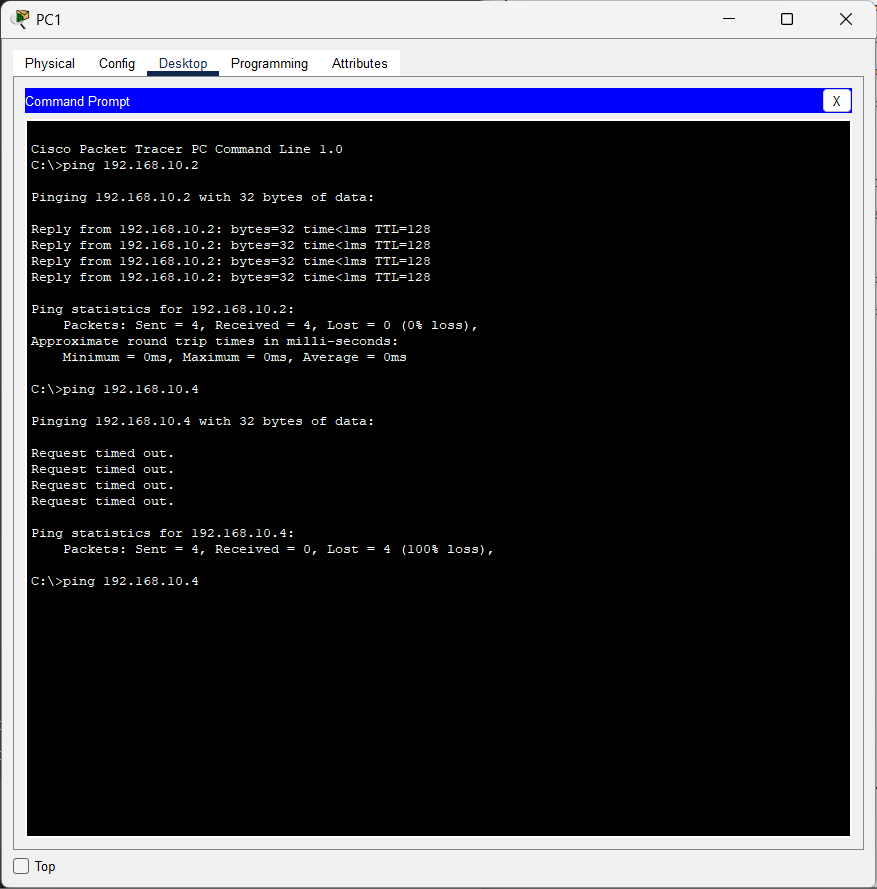 PC1
Physical Config Desktop Programming Attributes
Command Prompt X
Cisco Packet Tracer PC Command Line 1.0
C:\>ping 192.168.10.2
Pinging 192.168.10.2 with 32 bytes of data:
Reply from 192.168.10.2: bytes=32 time<1ms TTL=128
Reply from 192.168.10.2: bytes=32 time<1ms TTL=128
Reply from 192.168.10.2: bytes=32 time<1ms TTL=128
Reply from 192.168.10.2: bytes=32 time<1ms TTL=128
Ping statistics for 192.168.10.2:
Packets: Sent = 4, Received = 4, Lost = 0 (0% loss),
Approximate round trip times in milli-seconds:
Minimum = 0ms, Maximum = 0ms, Average = 0ms
C:\>ping 192.168.10.4
Pinging 192.168.10.4 with 32 bytes of data:
Request timed out.
Request timed out.
Request timed out.
Request timed out.
Ping statistics for 192.168.10.4:
Packets: Sent = 4, Received = 0, Lost = 4 (100% loss),
C:\>ping 192.168.10.4
Top